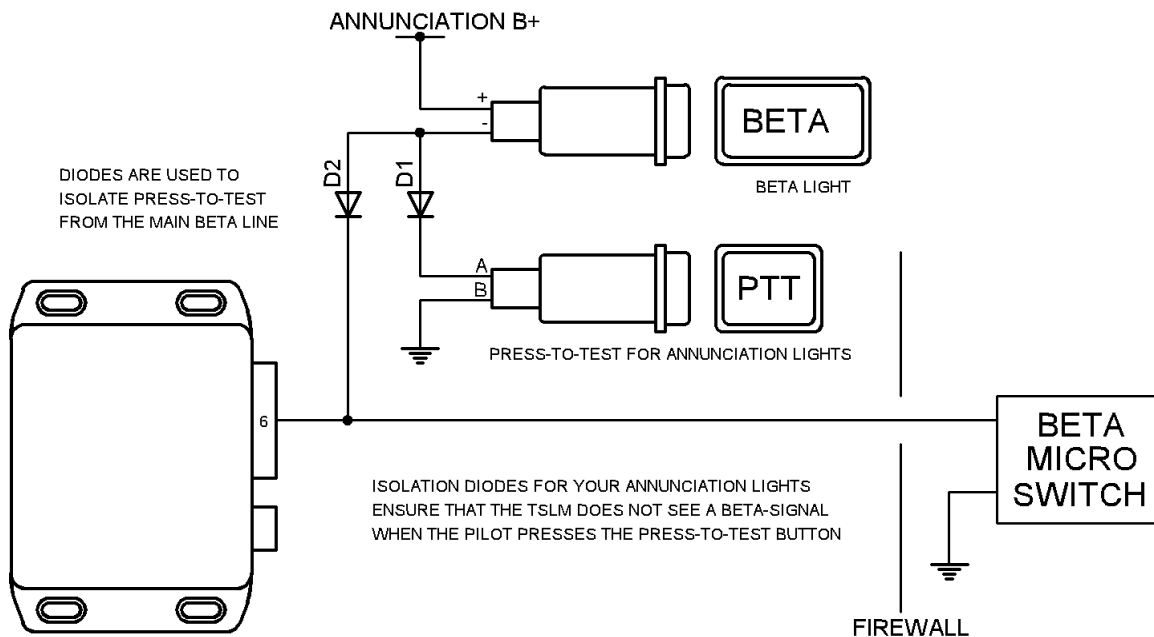 ANNUNCIATION B+
+
-
BETA
BETA LIGHT
D2
D1
DIODES ARE USED TO
ISOLATE PRESS-TO-TEST
FROM THE MAIN BETA LINE
A
B
PTT
PRESS-TO-TEST FOR ANNUNCIATION LIGHTS
6
BETA
MICRO
SWITCH
ISOLATION DIODES FOR YOUR ANNUNCIATION LIGHTS
ENSURE THAT THE TSLM DOES NOT SEE A BETA-SIGNAL
WHEN THE PILOT PRESSES THE PRESS-TO-TEST BUTTON
FIREWALL